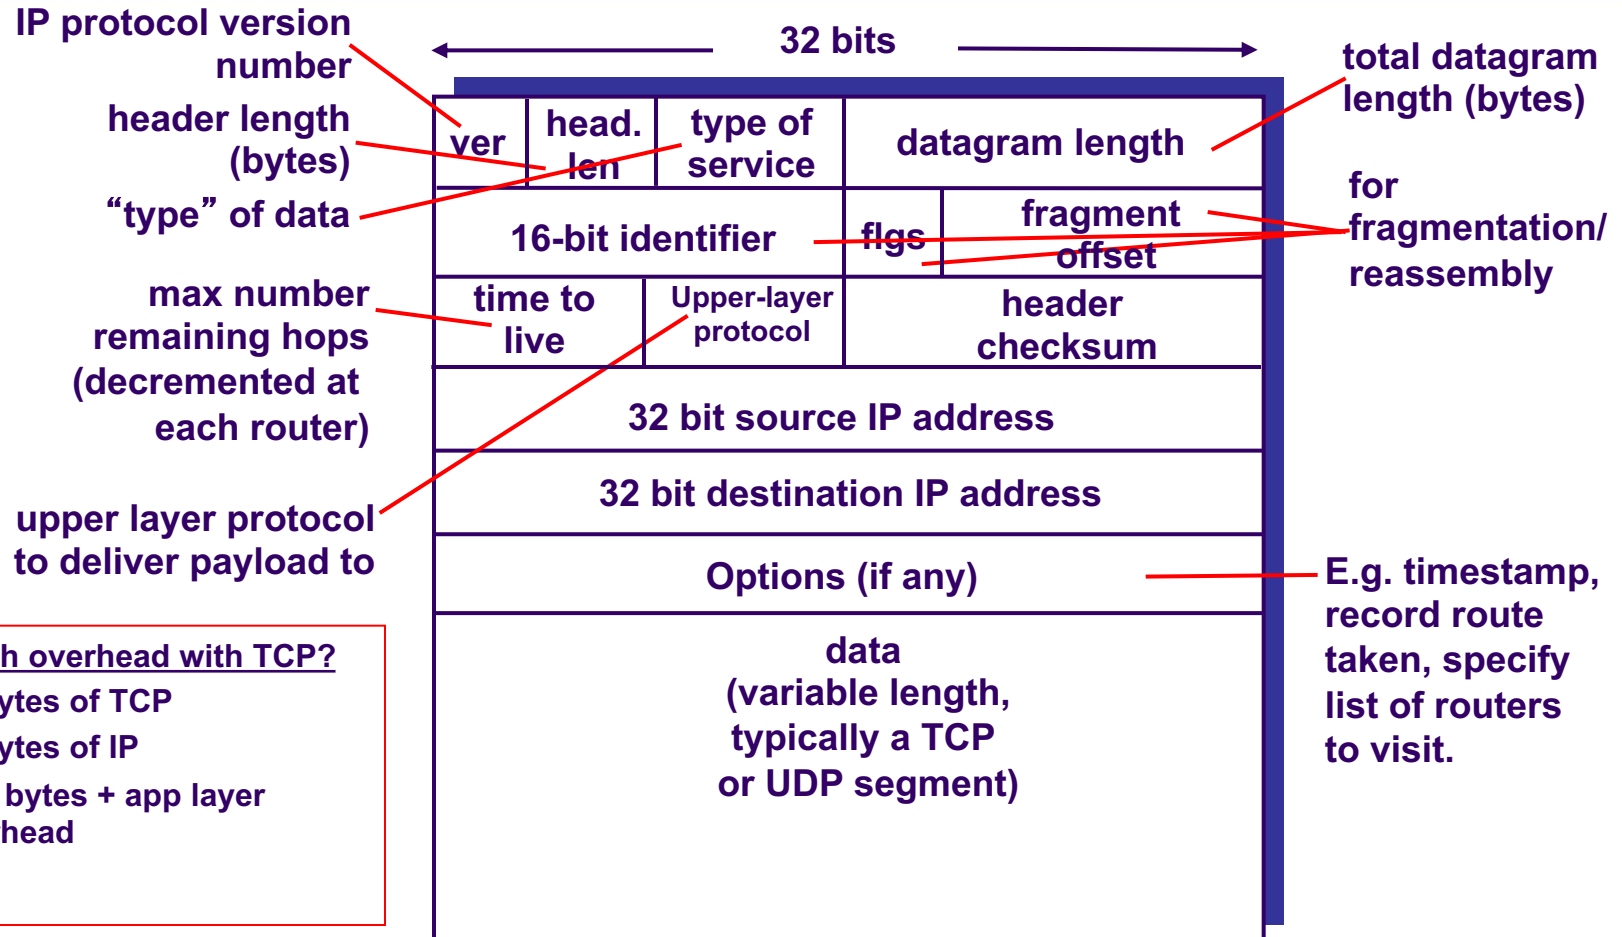 IP protocol version
number
32 bits
total datagram
length (bytes)
header length
(bytes)
"type" of data
ver
head.
len
type of
service
datagram length
for
fragmentation/
reassembly
16-bit identifier
flgs
fragment
offset
max number
remaining hops
(decremented at
each router)
time to
live
Upper-layer
protocol
header
checksum
32 bit source IP address
32 bit destination IP address
upper layer protocol
to deliver payload to
Options (if any)
E.g. timestamp,
record route
taken, specify
list of routers
to visit.
data
(variable length,
typically a TCP
or UDP segment)
overhead with TCP?
of TCP
of IP
bytes + app layer